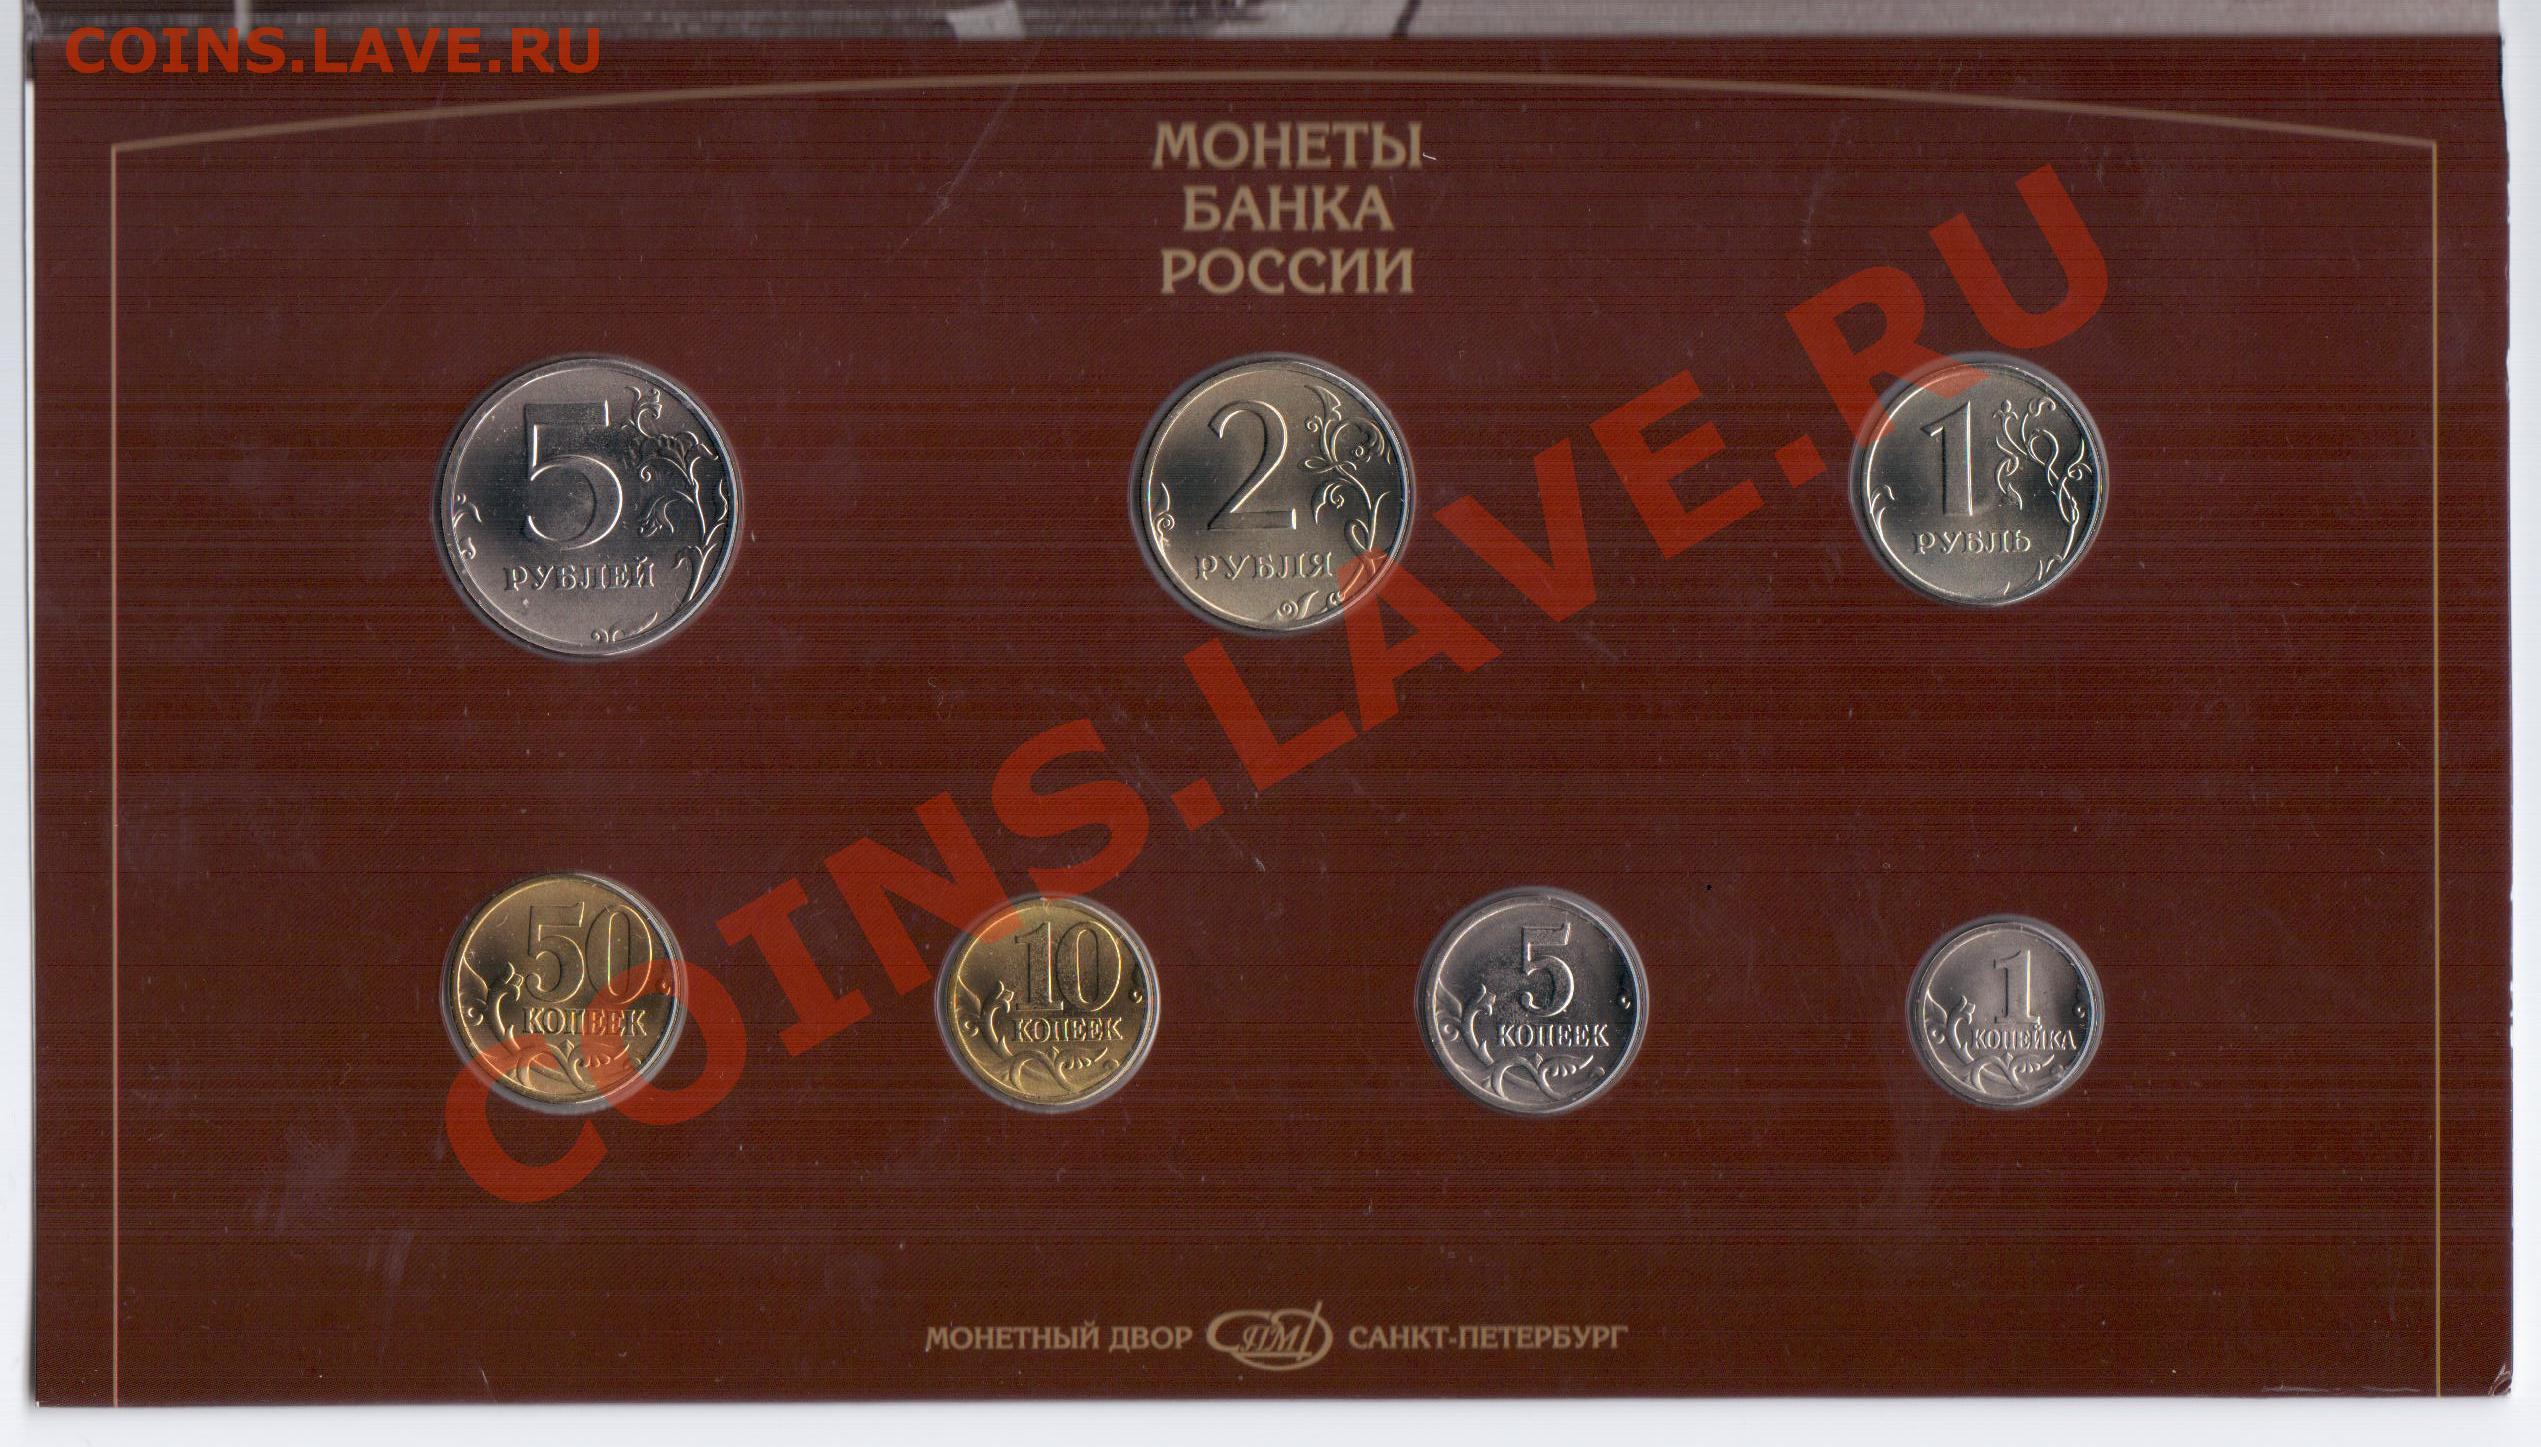 COINS.LAVE.RU
МОНЕТЫ
БАНКА
РОССИИ
5
РУБЛЕЙ
2
РУБЛЯ
1
РУБЛЬ
COINS.LAVE.RU
50
КОПЕЕК
10
КОПЕЕК
5
КОПЕЕК
1
КОПЕЙКА
МОНЕТНЫЙ ДВОР СПМД САНКТ-ПЕТЕРБУРГ